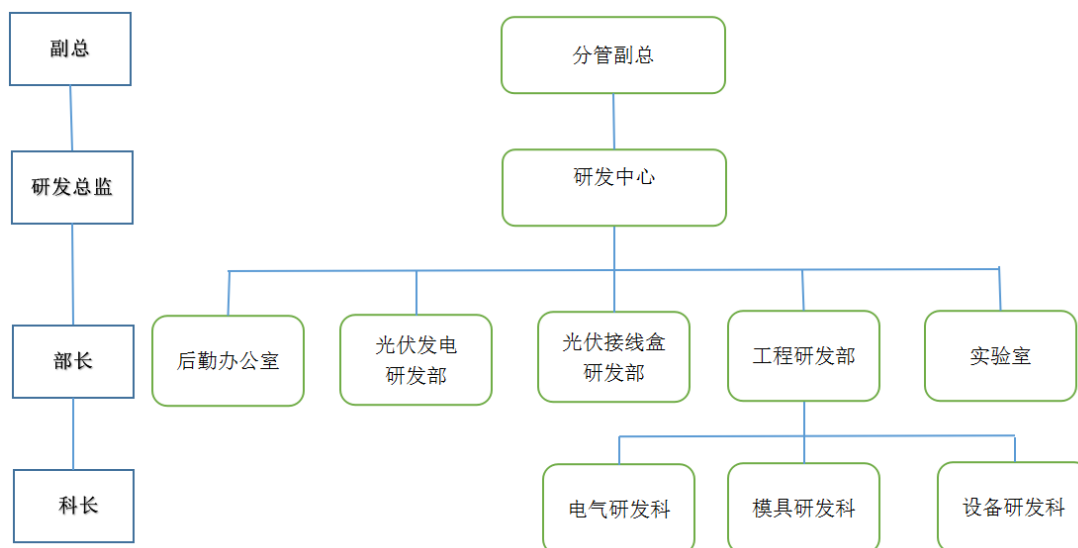 副总
分管副总
研发总监
研发中心
部长
后勤办公室
光伏发电
研发部
光伏接线盒
研发部
工程研发部
实验室
科长
电气研发科
模具研发科
设备研发科